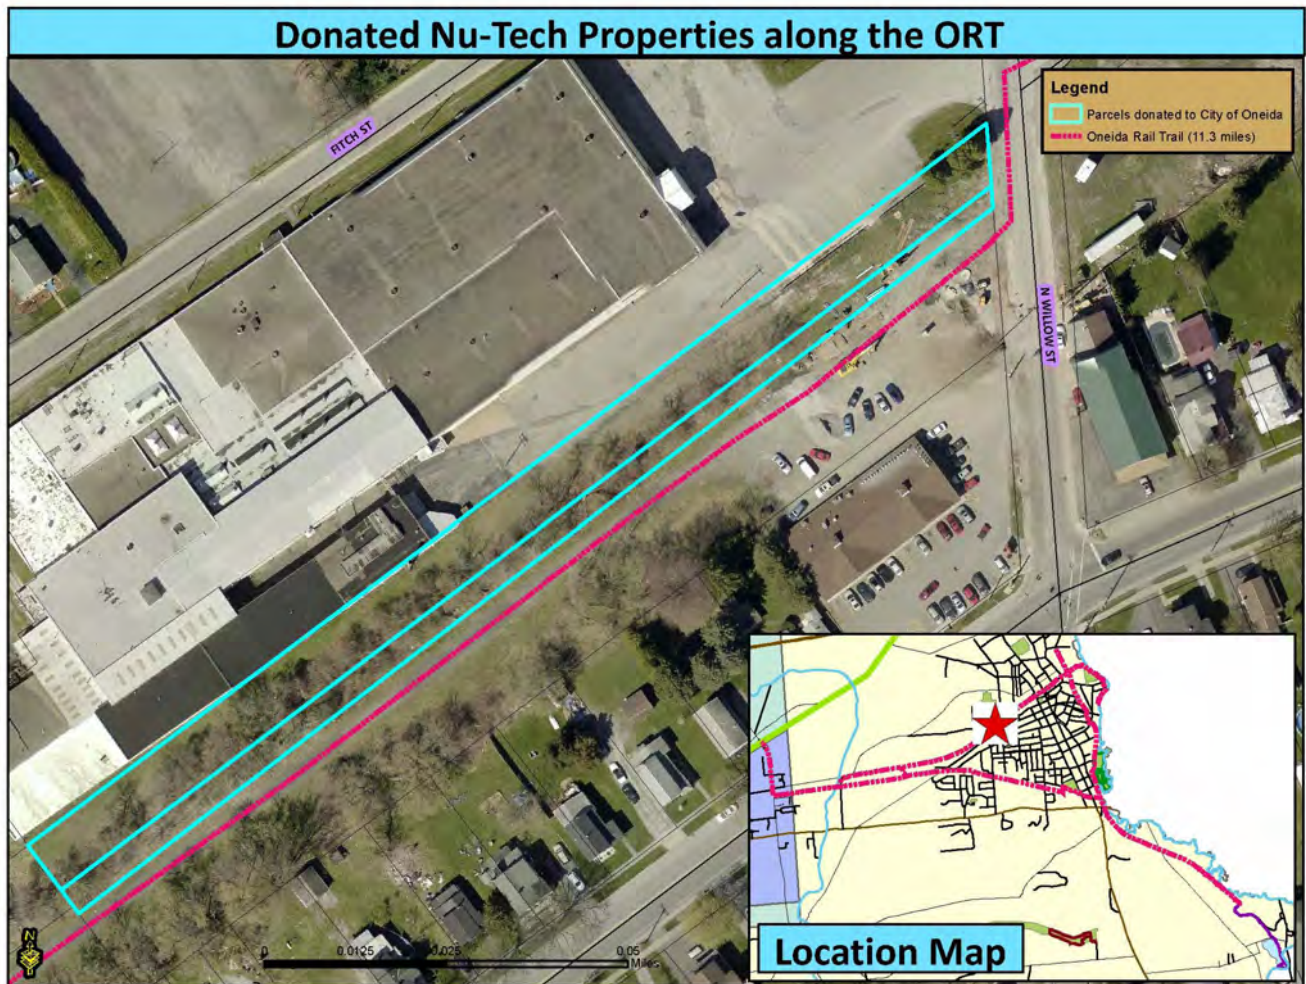 Donated Nu-Tech Properties along the ORT
Legend
Parcels donated to City of Oneida
Oneida Rail Trail (11.3 miles)
FITCH ST
N WILLOW ST
0 0.0125 0.025 0.05
Miles
N
Location Map